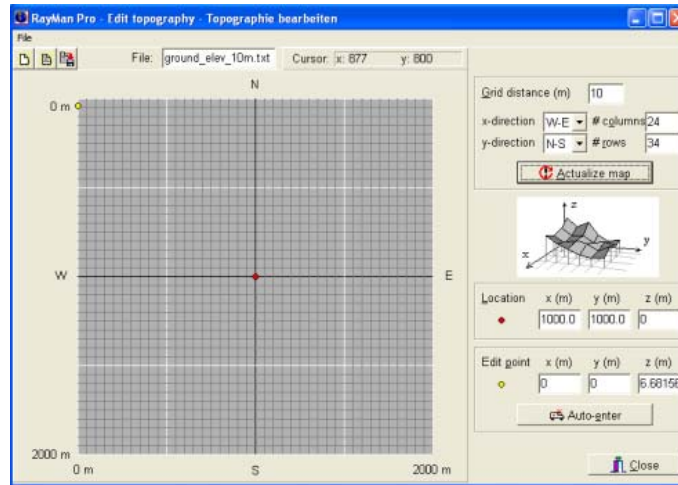 RayMan Pro - Edit topography - Topographie bearbeiten
File
File: ground_elev_10m.txt Cursor: x: 877 y: 800
N
0 m
W E
2000 m
0 m S 2000 m
Grid distance (m) 10
x-direction W-E # columns 24
y-direction N-S # rows 34
Actualize map
z
y
x
Location x (m) y (m) z (m)
1000.0 1000.0 0
Edit point x (m) y (m) z (m)
0 0 6.68156
Auto-enter
Close